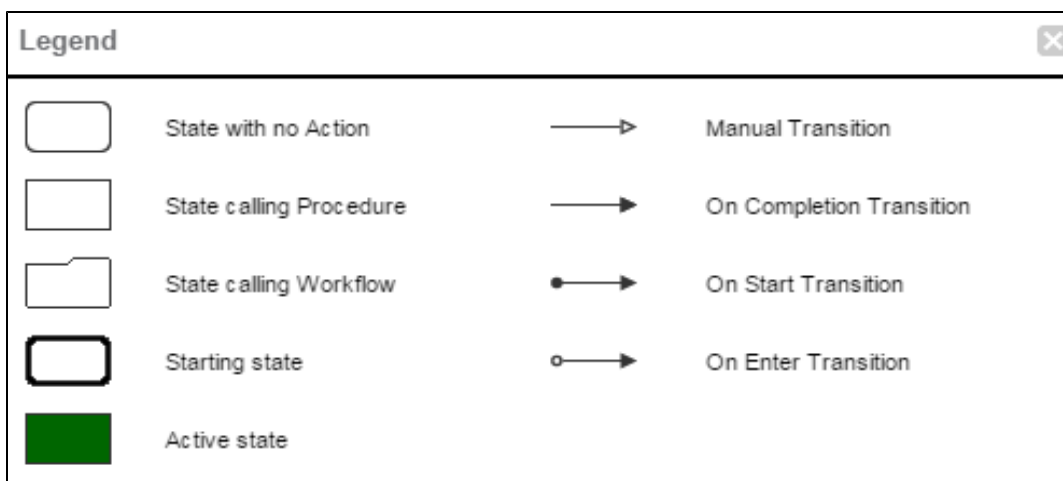 Legend
State with no Action
Manual Transition
State calling Procedure
On Completion Transition
State calling Workflow
On Start Transition
Starting state
On Enter Transition
Active state